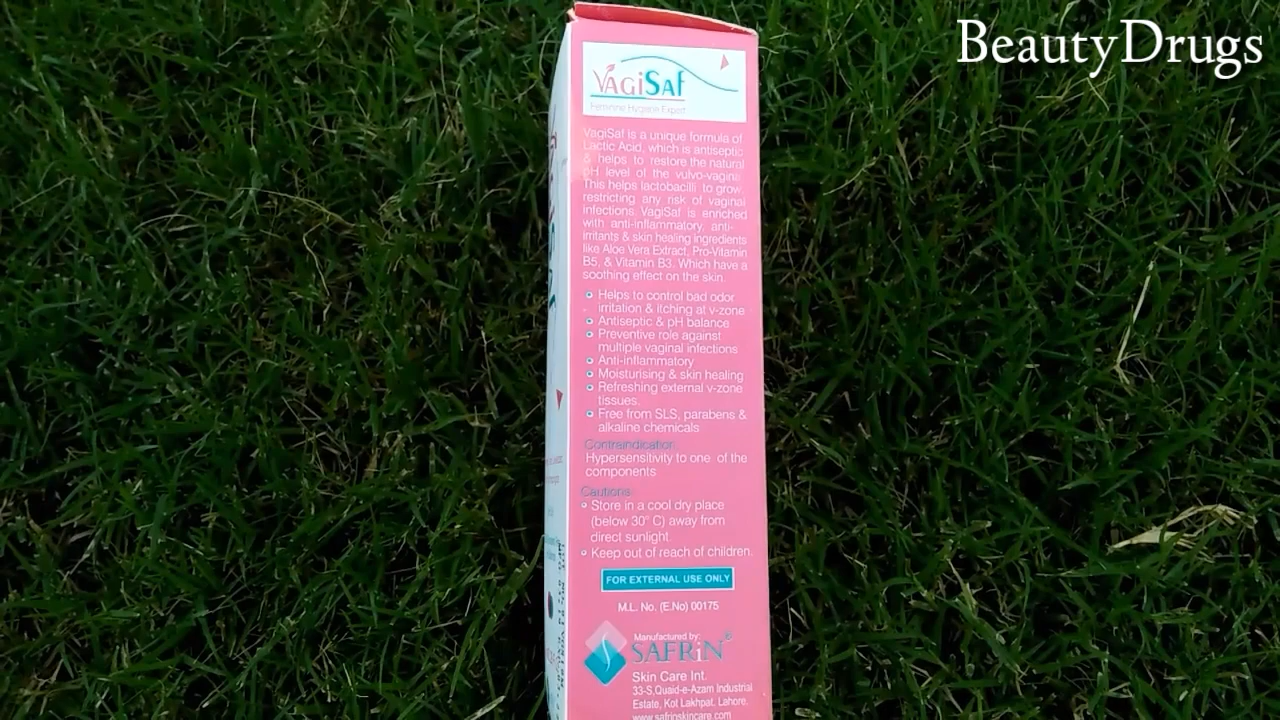 BeautyDrugs
VAGiSaf
Feminine Hygiene Expert
VagiSaf is a unique formula of
Lactic Acid, which is antiseptic
& helps to restore the natural
pH level of the vulvo-vagina.
This helps lactobacilli to grow,
restricting any risk of vaginal
infections. VagiSaf is enriched
with anti-inflammatory, anti-
irritants & skin healing ingredients
like Aloe Vera Extract, Pro-Vitamin
B5, & Vitamin B3. Which have a
soothing effect on the skin.
Helps to control bad odor
irritation & itching at v-zone
Antiseptic & pH balance
Preventive role against
multiple vaginal infections
Anti-inflammatory
Moisturising & skin healing
Refreshing external v-zone
tissues.
Free from SLS, parabens &
alkaline chemicals
Contraindication:
Hypersensitivity to one of the
components
Cautions:
Store in a cool dry place
(below 30° C) away from
direct sunlight.
Keep out of reach of children.
FOR EXTERNAL USE ONLY
M.L. No. (E.No) 00175
Manufactured by:
SAFRiN®
Skin Care Int.
33-S,Quaid-e-Azam Industrial
Estate, Kot Lakhpat. Lahore.
www.safrinskincare.com